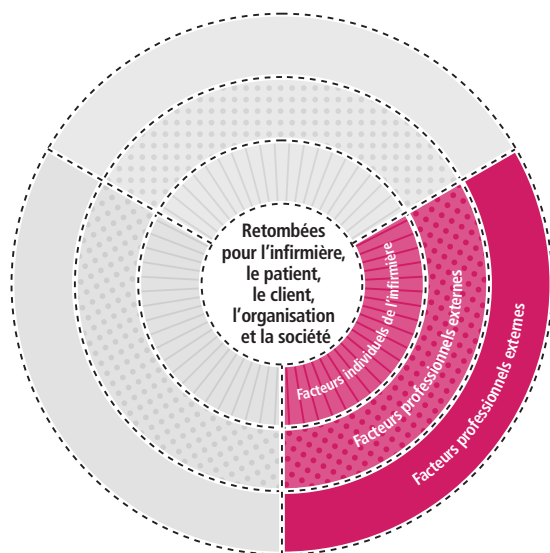 Retombées
pour l'infirmière,
le patient,
le client,
l'organisation
et la société
Facteurs individuels de l'infirmière
Facteurs professionnels externes
Facteurs professionnels externes